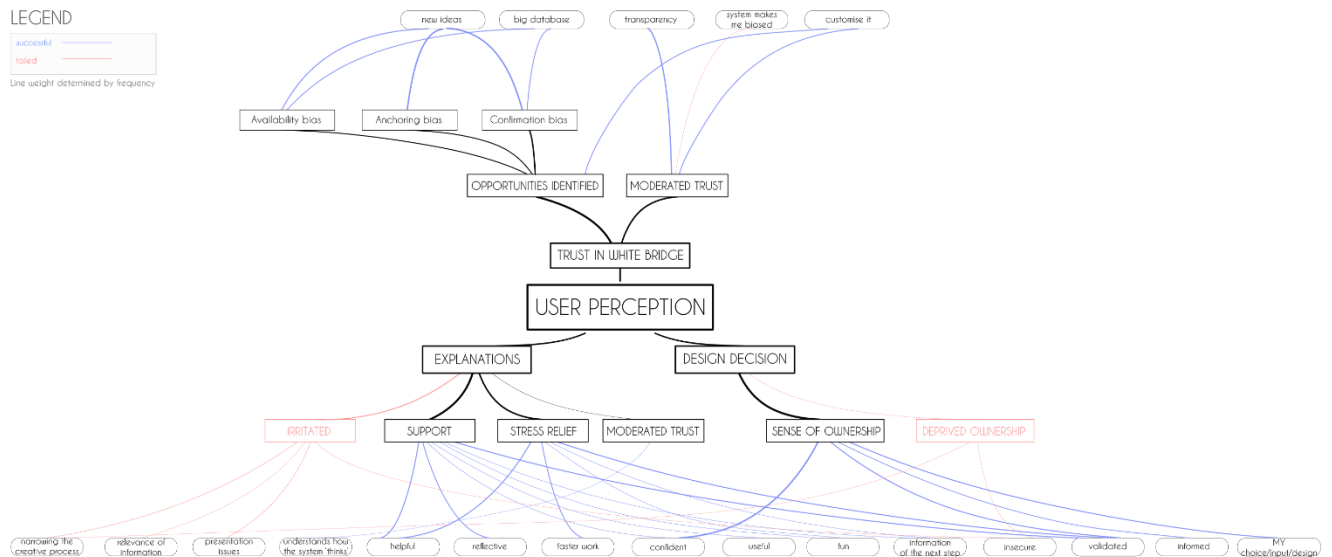 LEGEND
successful
failed
Line weight determined by frequency
new ideas
big database
transparency
system makes
me biased
customise it
Availability bias
Anchoring bias
Confirmation bias
OPPORTUNITIES IDENTIFIED
MODERATED TRUST
TRUST IN WHITE BRIDGE
USER PERCEPTION
EXPLANATIONS
DESIGN DECISION
IRRITATED
SUPPORT
STRESS RELIEF
MODERATED TRUST
SENSE OF OWNERSHIP
DEPRIVED OWNERSHIP
narrowing the
creative process
relevance of
information
presentation
issues
understands how
the system 'thinks'
helpful
reflective
faster work
confident
useful
fun
information
of the next step
insecure
validated
informed
MY
choice/input/design